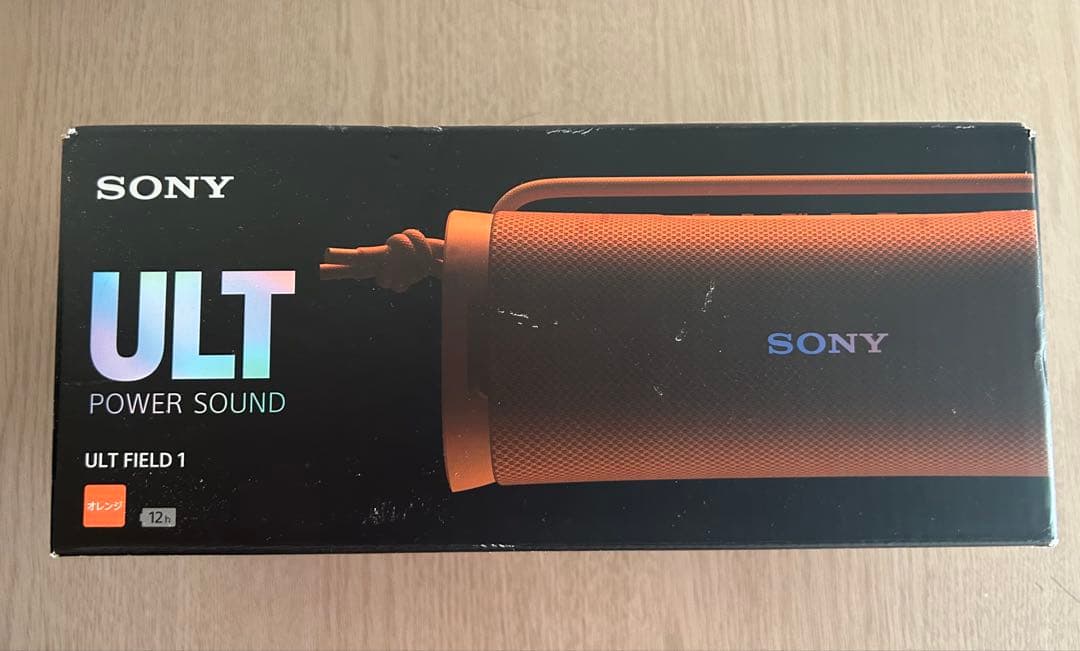 SONY
ULT
POWER SOUND
ULT FIELD 1
オレンジ
12h
SONY